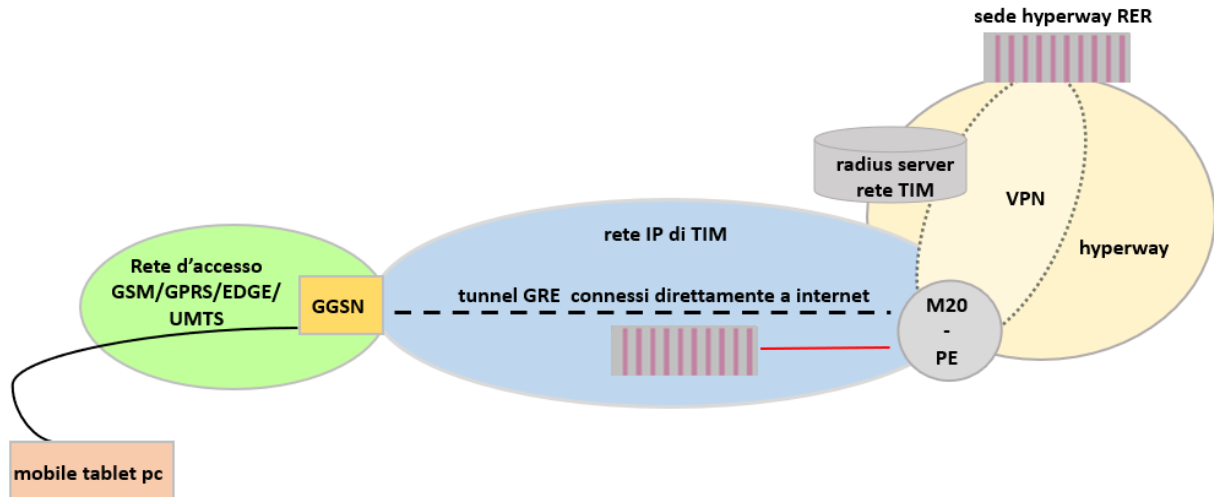 sede hyperway RER
radius server
rete TIM
VPN
rete IP di TIM
hyperway
Rete d’accesso
GSM/GPRS/EDGE/
UMTS
GGSN
tunnel GRE  connessi direttamente a internet
M20
-
PE
mobile tablet pc